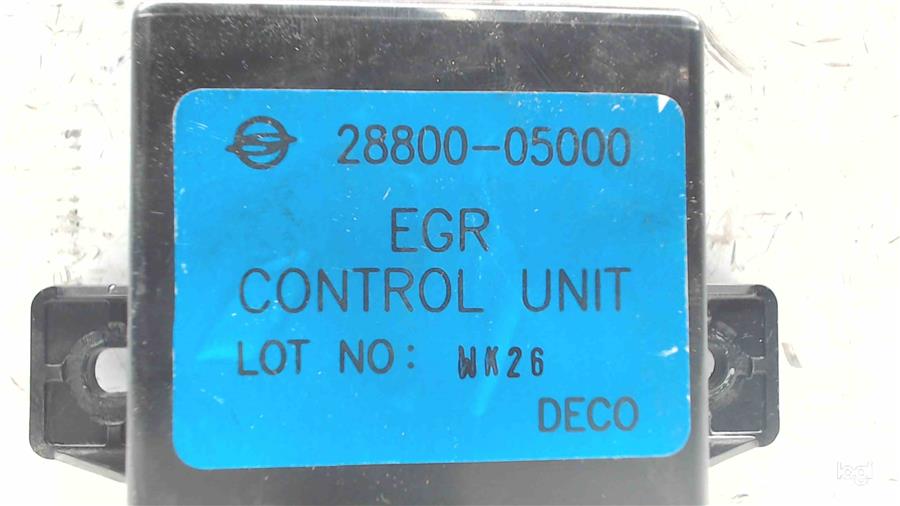 28800-05000
EGR
CONTROL UNIT
LOT NO: WK26
DECO